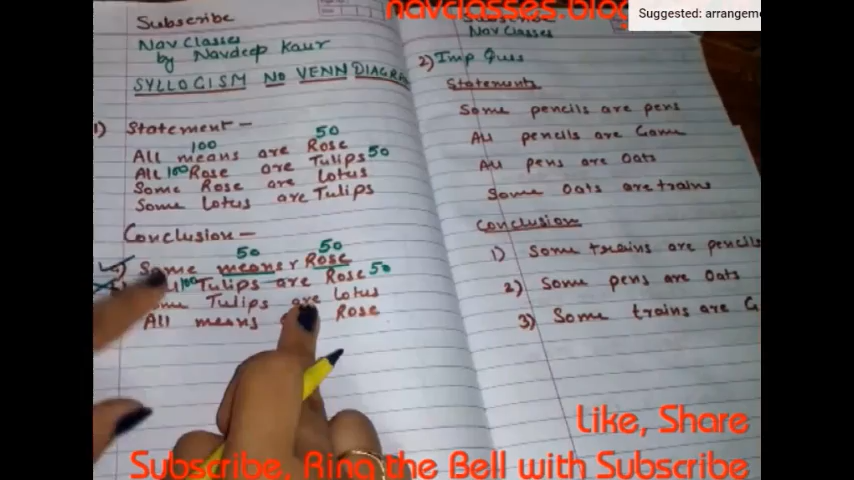 Subscribe
Nav Classes
by Navdeep Kaur
SYLLOGISM NO VENN DIAGRA
1) Statement -
100 50
All means are Rose
All 100 Rose are Tulips 50
Some Rose are Lotus
Some Lotus are Tulips
Conclusion -
50 50
Some means r Rose
100 Tulips are Rose 50
Tulips are Lotus
All means Rose
navclasses.blog
Suggested: arrangem
Nav Classes
2) Imp Ques
Statements
Some pencils are pens
All pencils are Game
All pens are Oats
Some Oats are trains
Conclusion
1) Some trains are pencils
2) Some pens are Oats
3) Some trains are G
Like, Share
Subscribe, Ring the Bell with Subscribe